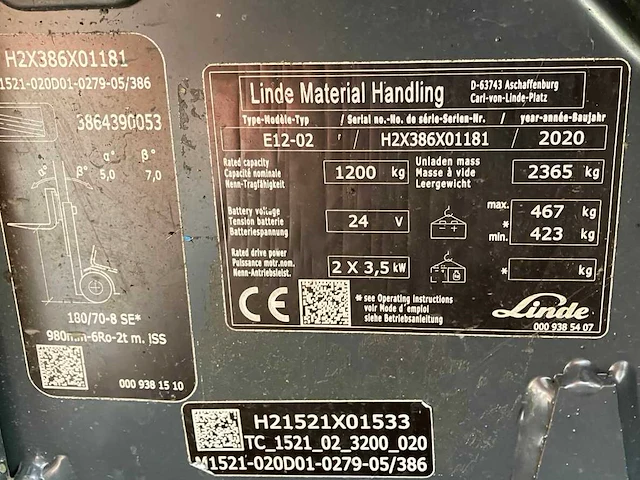 H2X386X01181
1521-020D01-0279-05/386
3864390053
α° β° α° β°
5,0 7,0
180/70-8 SE*
980mm-6Ro-2t m. ISS
000 938 15 10
Linde Material Handling
D-63743 Aschaffenburg
Carl-von-Linde-Platz
Type-Modèle-Typ / Serial no.-No. de série-Serien-Nr. / year-année-Baujahr
E12-02 / H2X386X01181 / 2020
Rated capacity
Capacité nominale
Nenn-Tragfähigkeit
1200 kg
Unladen mass
Masse à vide
Leergewicht
2365 kg
Battery voltage
Tension batterie
Batteriespannung
24 V
max. 467 kg
*
min. 423 kg
Rated drive power
Puissance motr.nom.
Nenn-Antriebsleist.
2 X 3,5 kW
* kg
CE
* see Operating instructions
voir Mode d'emploi
siehe Betriebsanleitung
Linde
000 938 54 07
H21521X01533
TC_1521_02_3200_020
M1521-020D01-0279-05/386